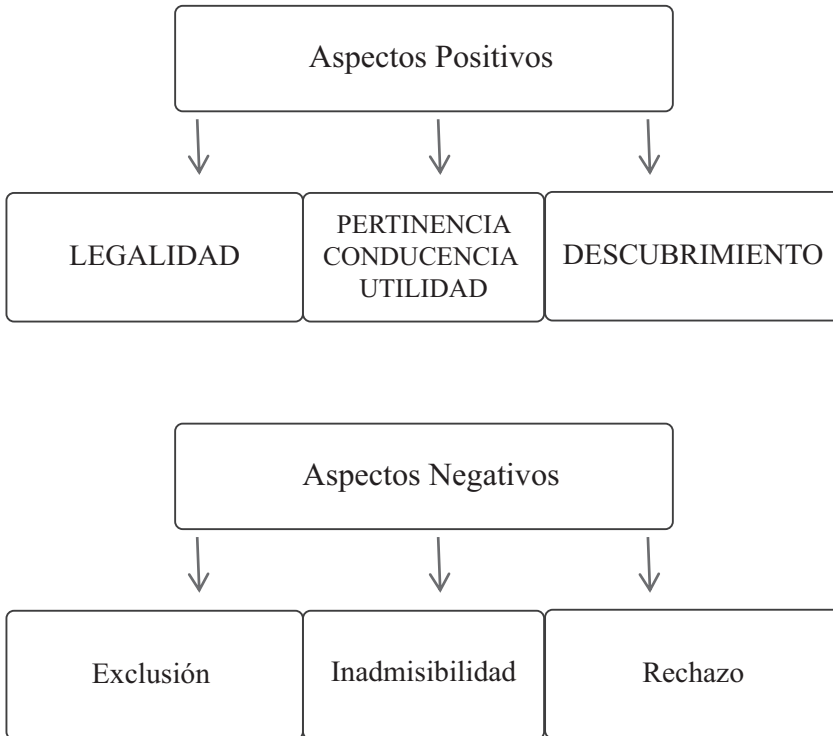 Aspectos Positivos
LEGALIDAD
PERTINENCIA
CONDUCENCIA
UTILIDAD
DESCUBRIMIENTO
Aspectos Negativos
Exclusión
Inadmisibilidad
Rechazo